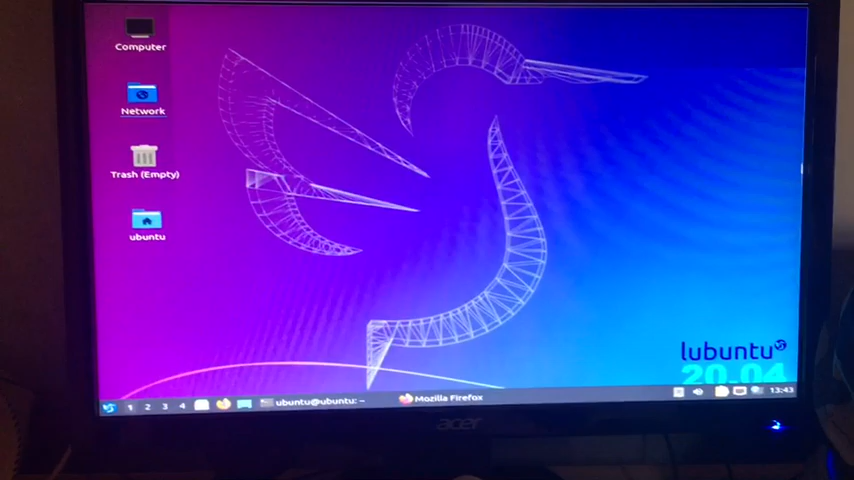 Computer
Network
Trash (Empty)
ubuntu
lubuntu
20.04
1 2 3 4
ubuntu@ubuntu: ~
Mozilla Firefox
13:43
acer